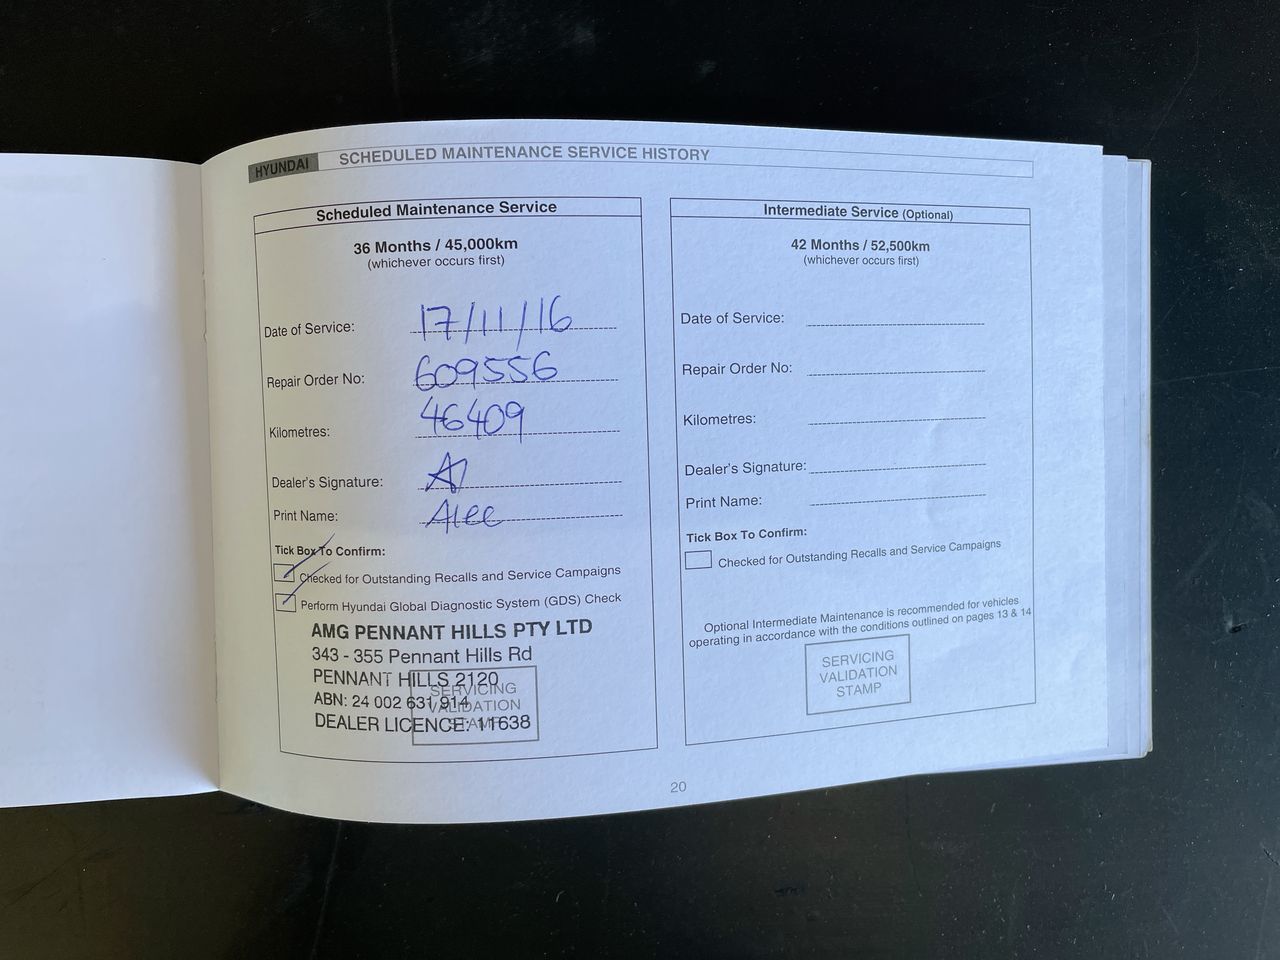 HYUNDAI SCHEDULED MAINTENANCE SERVICE HISTORY
Scheduled Maintenance Service
36 Months / 45,000km
(whichever occurs first)
Date of Service: 17/11/16
Repair Order No: 609556
Kilometres: 46409
Dealer's Signature:
Print Name: Alec
Tick Box To Confirm:
Checked for Outstanding Recalls and Service Campaigns
Perform Hyundai Global Diagnostic System (GDS) Check
AMG PENNANT HILLS PTY LTD
343 - 355 Pennant Hills Rd
PENNANT HILLS 2120
ABN: 24 002 631 914
DEALER LICENCE: 11638
SERVICING
VALIDATION
STAMP
Intermediate Service (Optional)
42 Months / 52,500km
(whichever occurs first)
Date of Service:
Repair Order No:
Kilometres:
Dealer's Signature:
Print Name:
Tick Box To Confirm:
Checked for Outstanding Recalls and Service Campaigns
Optional Intermediate Maintenance is recommended for vehicles
operating in accordance with the conditions outlined on pages 13 & 14
SERVICING
VALIDATION
STAMP
20